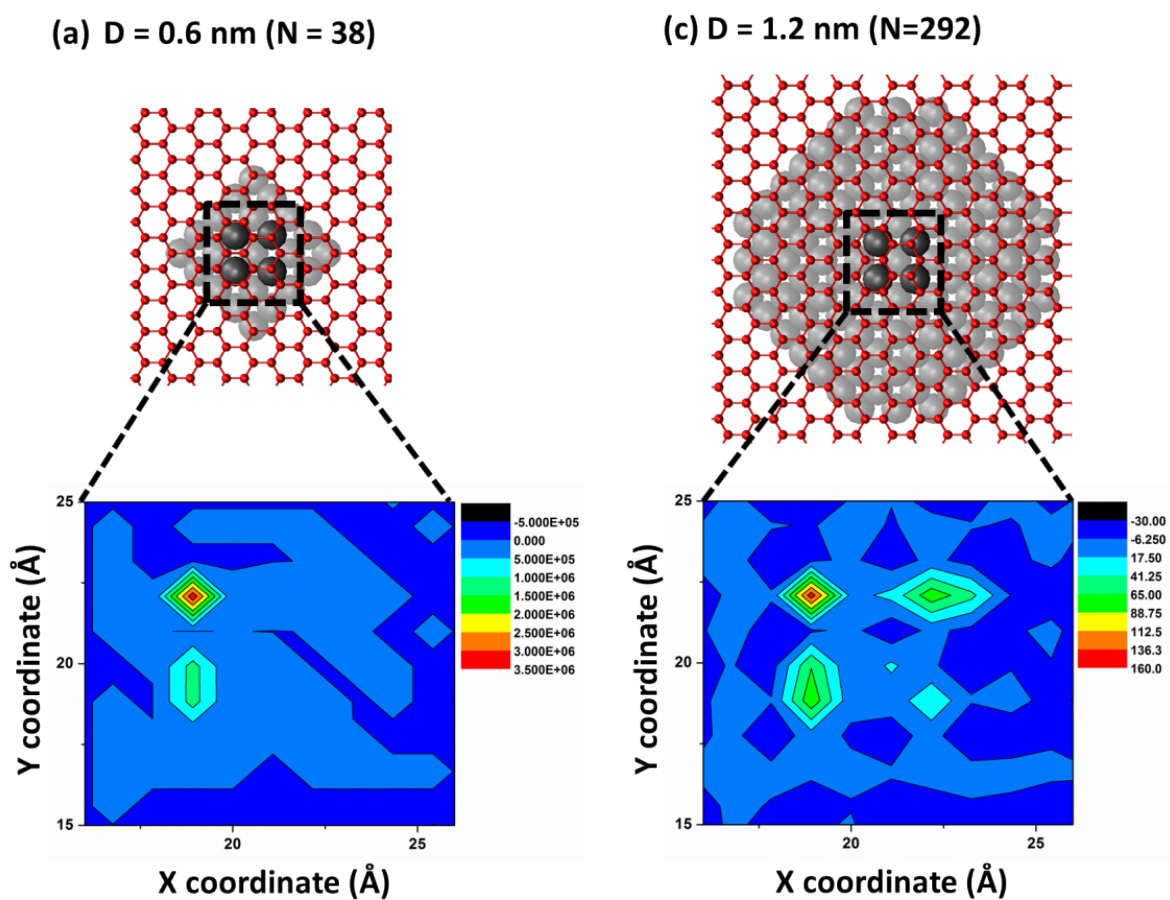 (a) D = 0.6 nm (N = 38)
(c) D = 1.2 nm (N=292)
25
20
15
20
25
Y coordinate (Å)
X coordinate (Å)
-5.000E+05
0.000
5.000E+05
1.000E+06
1.500E+06
2.000E+06
2.500E+06
3.000E+06
3.500E+06
25
20
15
20
25
Y coordinate (Å)
X coordinate (Å)
-30.00
-6.250
17.50
41.25
65.00
88.75
112.5
136.3
160.0